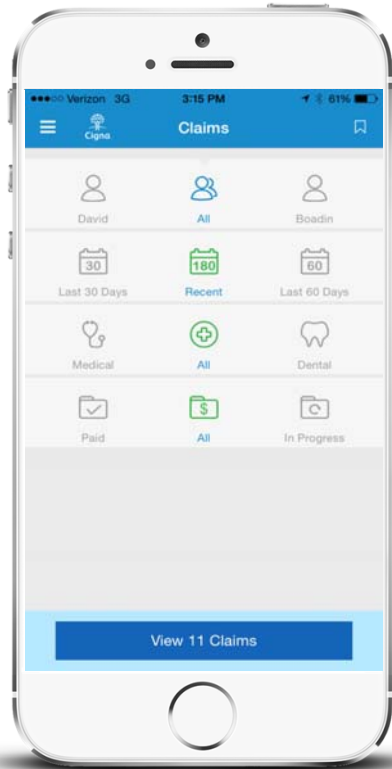 Verizon 3G 3:15 PM 61%
Cigna Claims
David All Boadin
30 180 60
Last 30 Days Recent Last 60 Days
Medical All Dental
$
Paid All In Progress
View 11 Claims